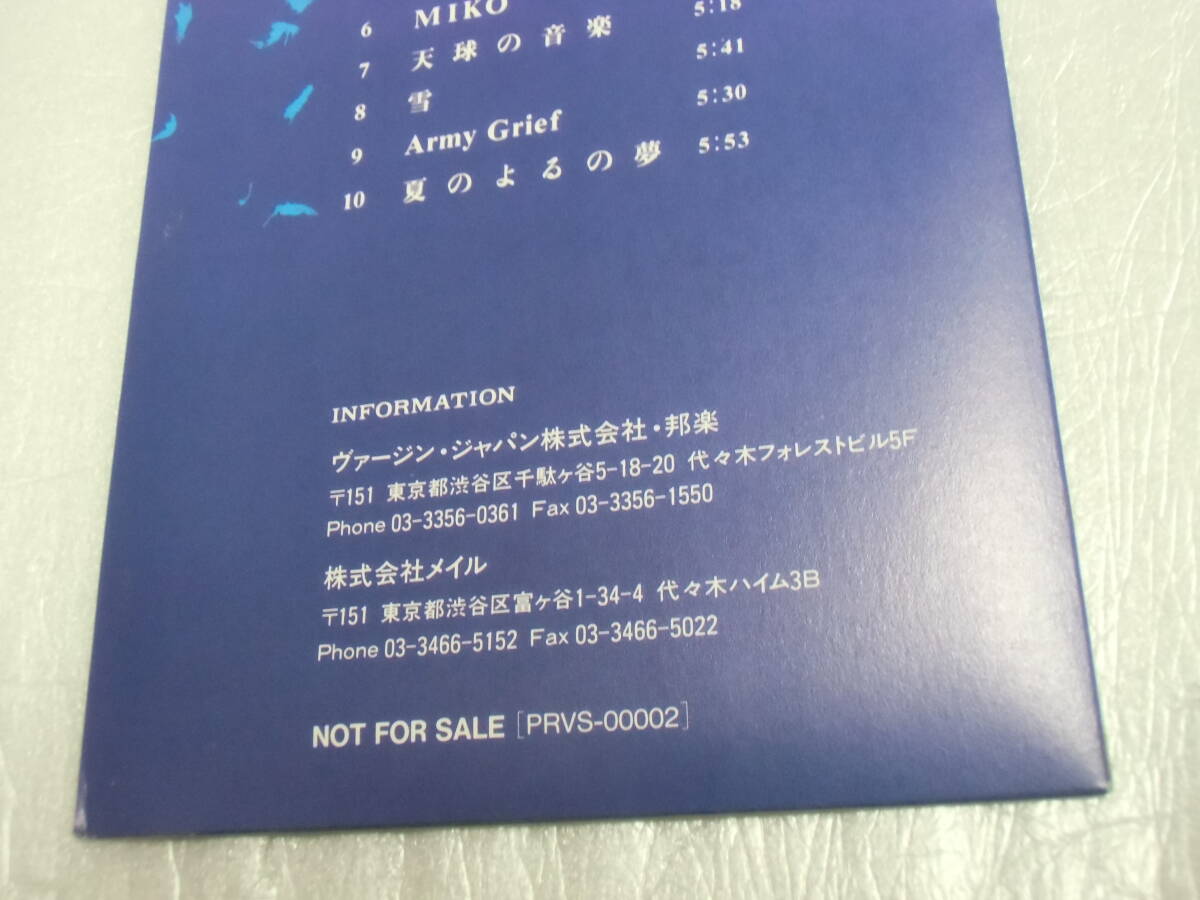 6 MIKO 5:18
7 天球の音楽 5:41
8 雪 5:30
9 Army Grief 5:53
10 夏のよるの夢
INFORMATION
ヴァージン・ジャパン株式会社・邦楽
〒151 東京都渋谷区千駄ヶ谷5-18-20 代々木フォレストビル5F
Phone 03-3356-0361 Fax 03-3356-1550
株式会社メイル
〒151 東京都渋谷区富ヶ谷1-34-4 代々木ハイム3B
Phone 03-3466-5152 Fax 03-3466-5022
NOT FOR SALE [PRVS-00002]